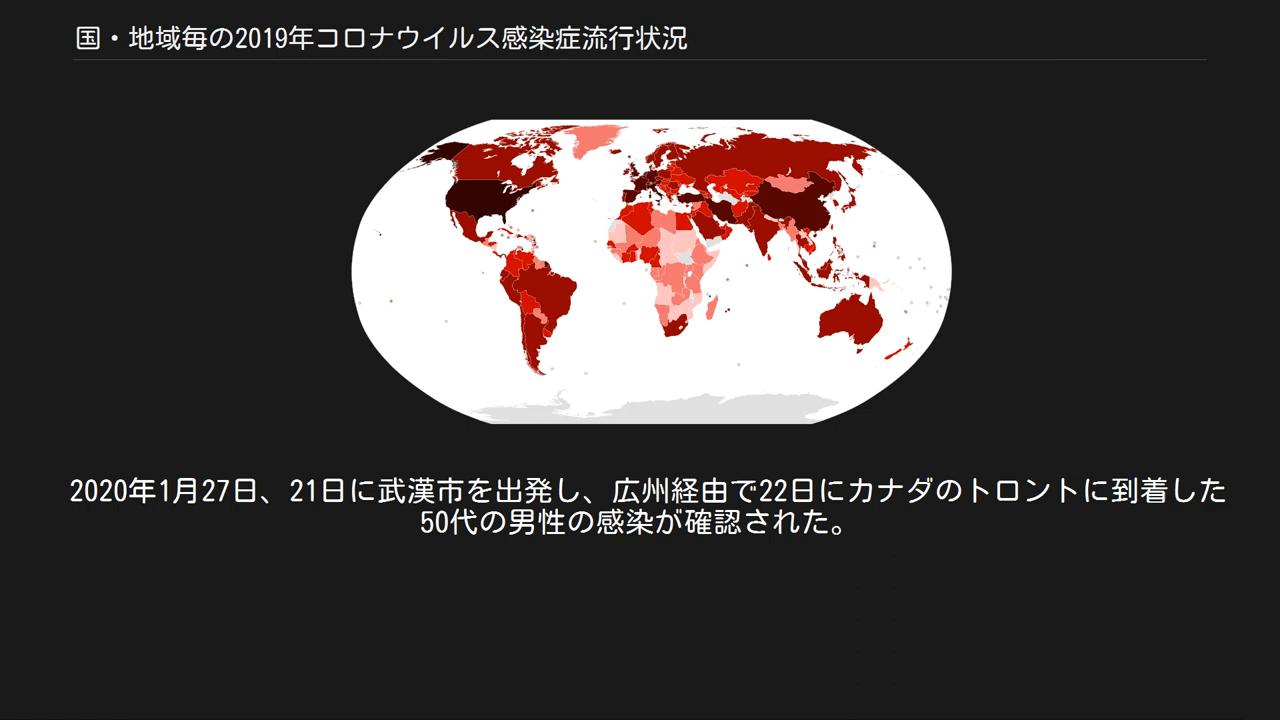 国・地域毎の2019年コロナウイルス感染症流行状況
2020年1月27日、21日に武漢市を出発し、広州経由で22日にカナダのトロントに到着した
50代の男性の感染が確認された。